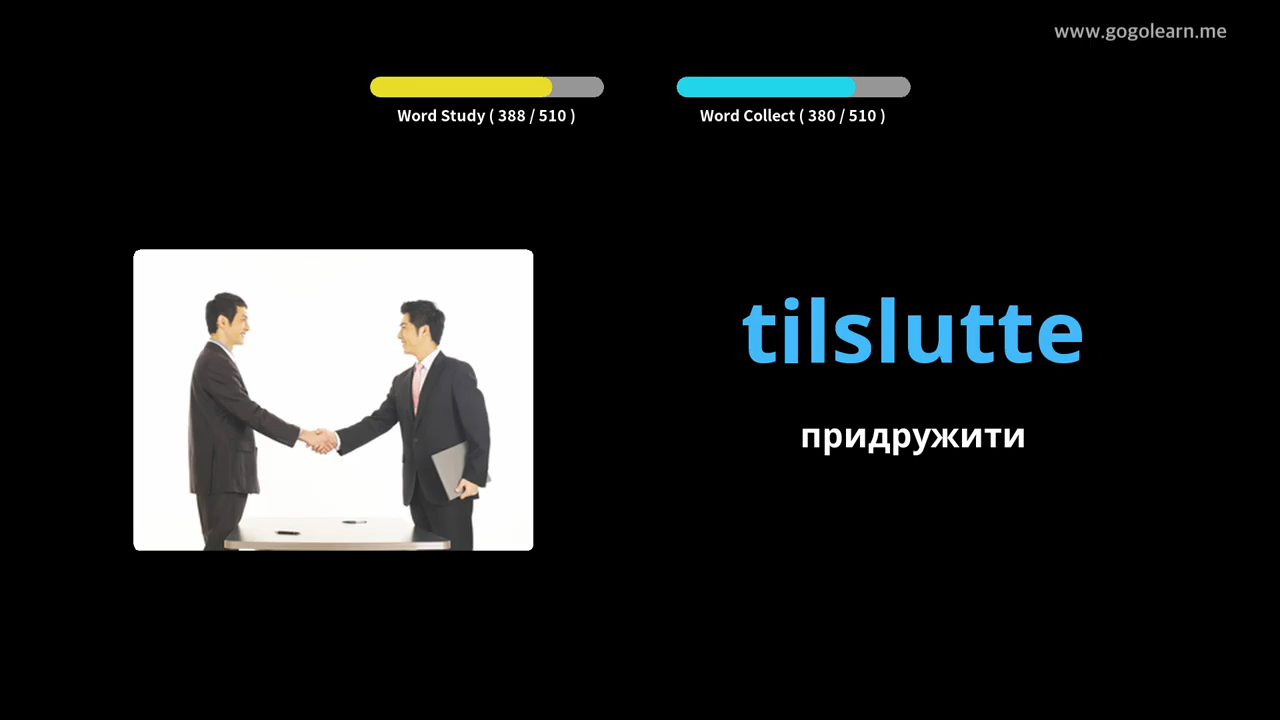 www.gogolearn.me
Word Study ( 388 / 510 )
Word Collect ( 380 / 510 )
tilslutte
придружити